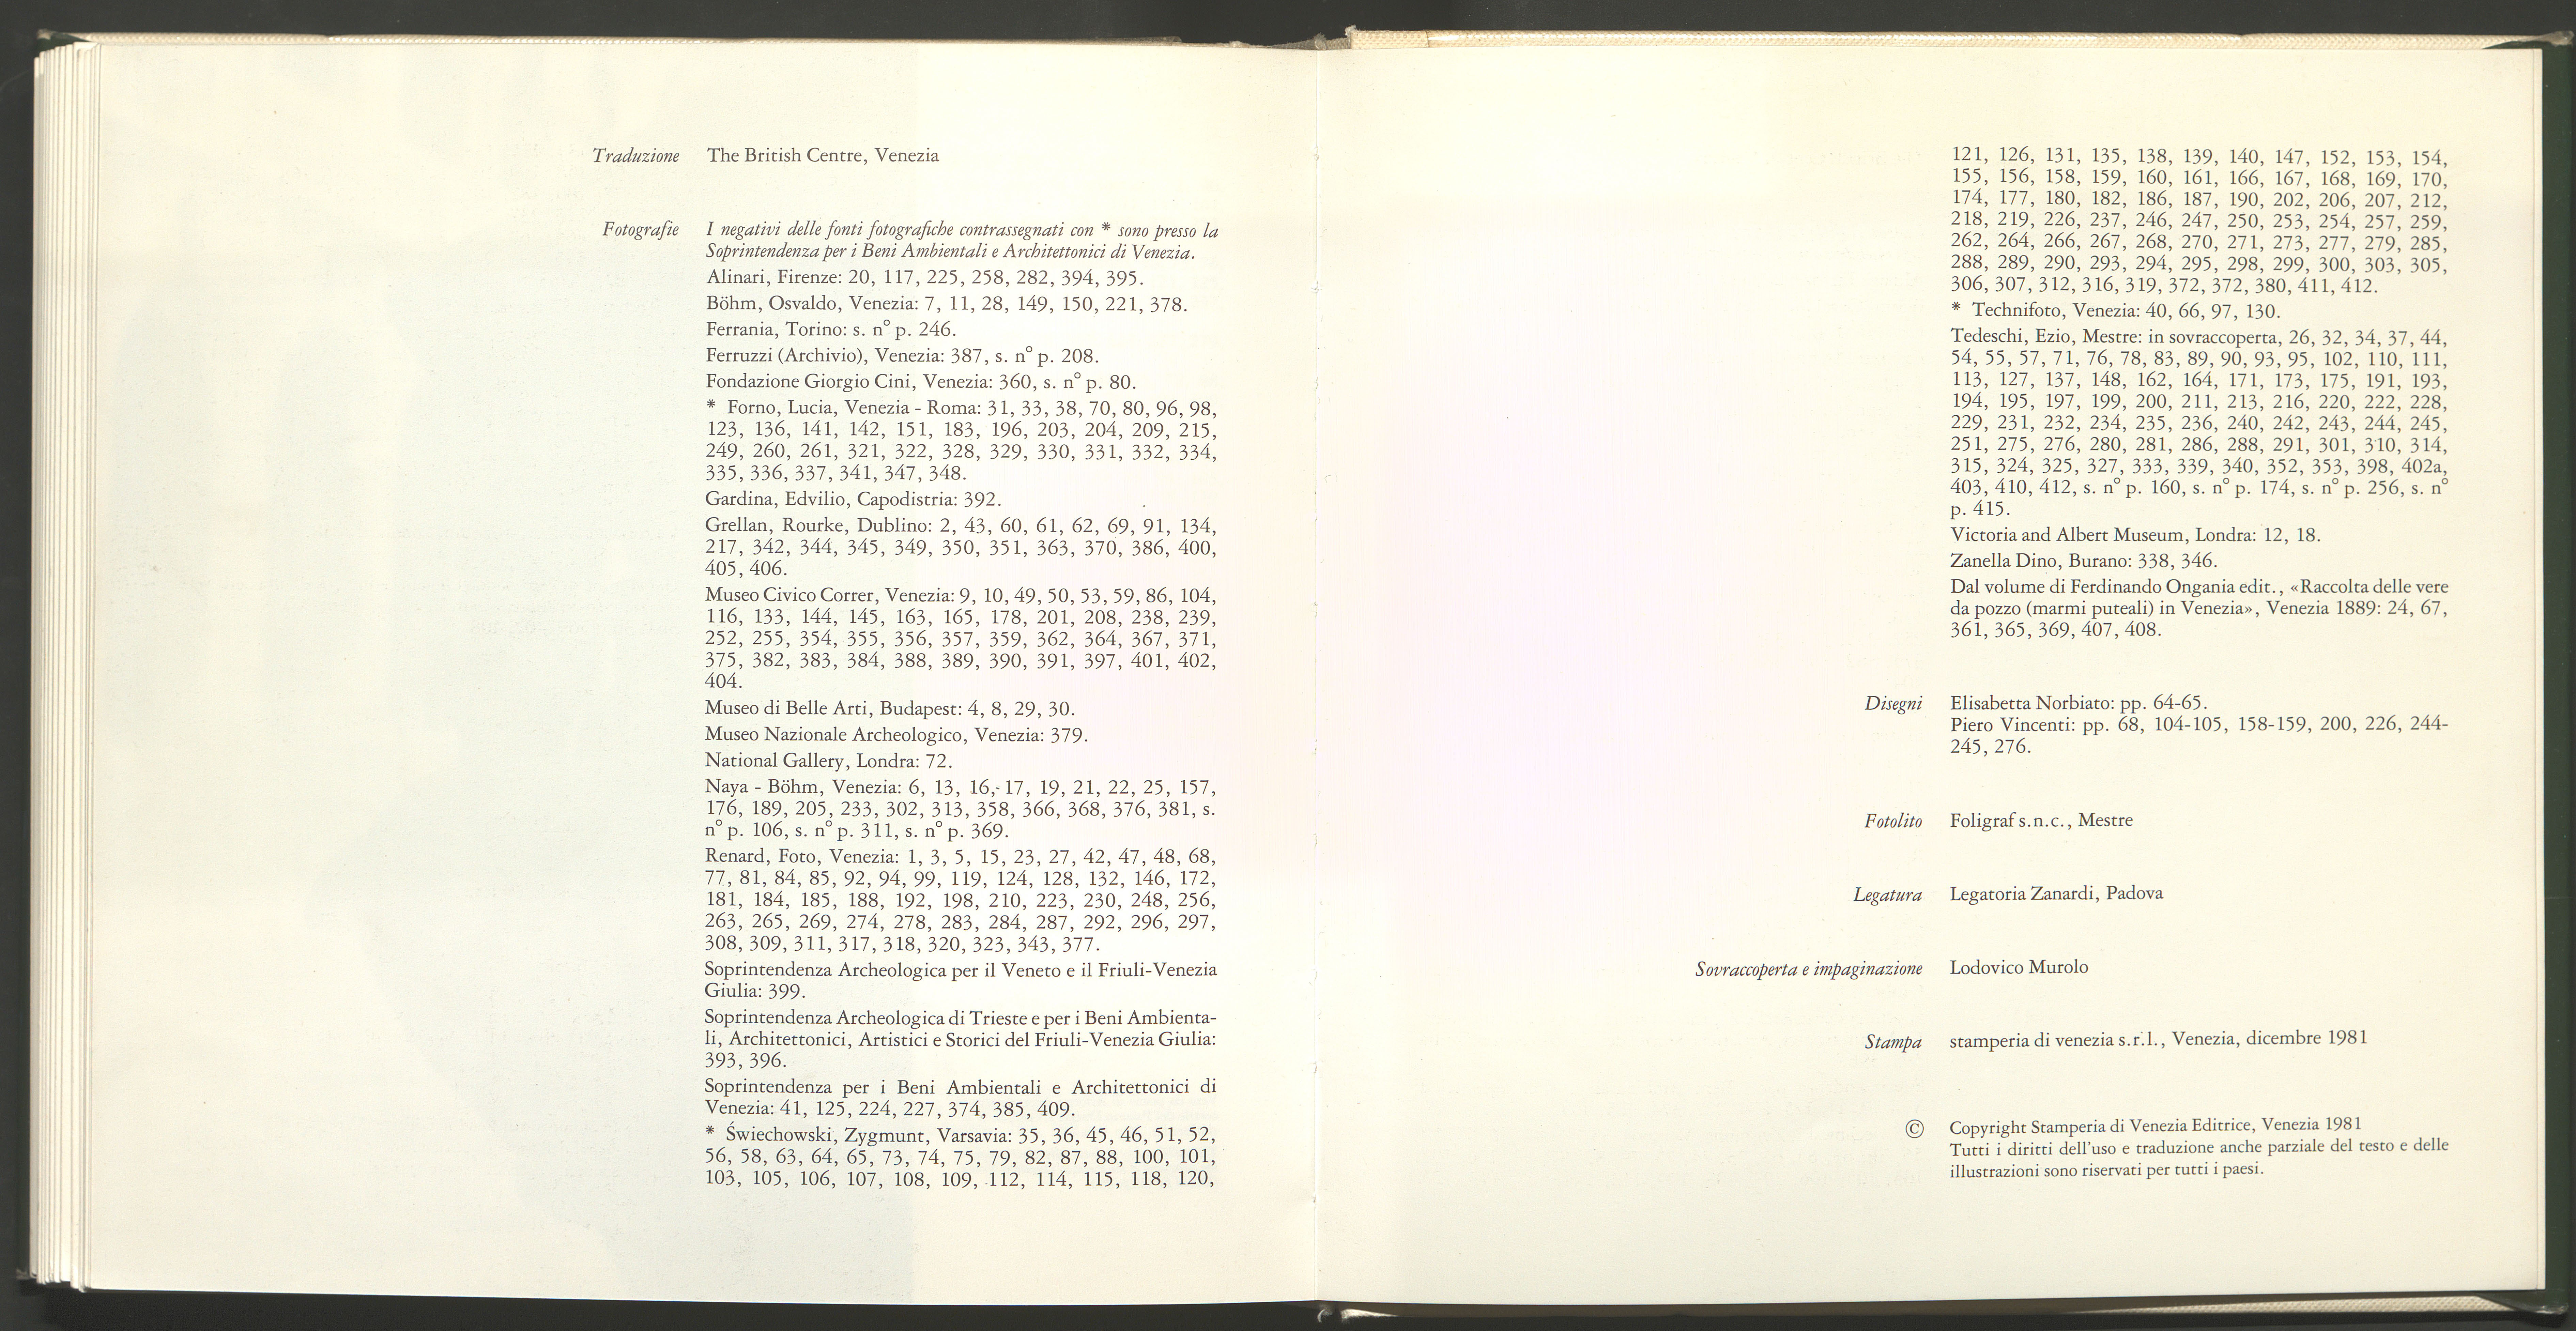 Traduzione The British Centre, Venezia
Fotografie I negativi delle fonti fotografiche contrassegnati con * sono presso la
Soprintendenza per i Beni Ambientali e Architettonici di Venezia.
Alinari, Firenze: 20, 117, 225, 258, 282, 394, 395.
Böhm, Osvaldo, Venezia: 7, 11, 28, 149, 150, 221, 378.
Ferrania, Torino: s. n° p. 246.
Ferruzzi (Archivio), Venezia: 387, s. n° p. 208.
Fondazione Giorgio Cini, Venezia: 360, s. n° p. 80.
* Forno, Lucia, Venezia - Roma: 31, 33, 38, 70, 80, 96, 98,
123, 136, 141, 142, 151, 183, 196, 203, 204, 209, 215,
249, 260, 261, 321, 322, 328, 329, 330, 331, 332, 334,
335, 336, 337, 341, 347, 348.
Gardina, Edvilio, Capodistria: 392.
Grellan, Rourke, Dublino: 2, 43, 60, 61, 62, 69, 91, 134,
217, 342, 344, 345, 349, 350, 351, 363, 370, 386, 400,
405, 406.
Museo Civico Correr, Venezia: 9, 10, 49, 50, 53, 59, 86, 104,
116, 133, 144, 145, 163, 165, 178, 201, 208, 238, 239,
252, 255, 354, 355, 356, 357, 359, 362, 364, 367, 371,
375, 382, 383, 384, 388, 389, 390, 391, 397, 401, 402,
404.
Museo di Belle Arti, Budapest: 4, 8, 29, 30.
Museo Nazionale Archeologico, Venezia: 379.
National Gallery, Londra: 72.
Naya - Böhm, Venezia: 6, 13, 16, 17, 19, 21, 22, 25, 157,
176, 189, 205, 233, 302, 313, 358, 366, 368, 376, 381, s.
n° p. 106, s. n° p. 311, s. n° p. 369.
Renard, Foto, Venezia: 1, 3, 5, 15, 23, 27, 42, 47, 48, 68,
77, 81, 84, 85, 92, 94, 99, 119, 124, 128, 132, 146, 172,
181, 184, 185, 188, 192, 198, 210, 223, 230, 248, 256,
263, 265, 269, 274, 278, 283, 284, 287, 292, 296, 297,
308, 309, 311, 317, 318, 320, 323, 343, 377.
Soprintendenza Archeologica per il Veneto e il Friuli-Venezia
Giulia: 399.
Soprintendenza Archeologica di Trieste e per i Beni Ambienta-
li, Architettonici, Artistici e Storici del Friuli-Venezia Giulia:
393, 396.
Soprintendenza per i Beni Ambientali e Architettonici di
Venezia: 41, 125, 224, 227, 374, 385, 409.
* Świechowski, Zygmunt, Varsavia: 35, 36, 45, 46, 51, 52,
56, 58, 63, 64, 65, 73, 74, 75, 79, 82, 87, 88, 100, 101,
103, 105, 106, 107, 108, 109, 112, 114, 115, 118, 120,
121, 126, 131, 135, 138, 139, 140, 147, 152, 153, 154,
155, 156, 158, 159, 160, 161, 166, 167, 168, 169, 170,
174, 177, 180, 182, 186, 187, 190, 202, 206, 207, 212,
218, 219, 226, 237, 246, 247, 250, 253, 254, 257, 259,
262, 264, 266, 267, 268, 270, 271, 273, 277, 279, 285,
288, 289, 290, 293, 294, 295, 298, 299, 300, 303, 305,
306, 307, 312, 316, 319, 372, 372, 380, 411, 412.
* Technifoto, Venezia: 40, 66, 97, 130.
Tedeschi, Ezio, Mestre: in sovraccoperta, 26, 32, 34, 37, 44,
54, 55, 57, 71, 76, 78, 83, 89, 90, 93, 95, 102, 110, 111,
113, 127, 137, 148, 162, 164, 171, 173, 175, 191, 193,
194, 195, 197, 199, 200, 211, 213, 216, 220, 222, 228,
229, 231, 232, 234, 235, 236, 240, 242, 243, 244, 245,
251, 275, 276, 280, 281, 286, 288, 291, 301, 310, 314,
315, 324, 325, 327, 333, 339, 340, 352, 353, 398, 402a,
403, 410, 412, s. n° p. 160, s. n° p. 174, s. n° p. 256, s. n°
p. 415.
Victoria and Albert Museum, Londra: 12, 18.
Zanella Dino, Burano: 338, 346.
Dal volume di Ferdinando Ongania edit., «Raccolta delle vere
da pozzo (marmi puteali) in Venezia», Venezia 1889: 24, 67,
361, 365, 369, 407, 408.
Disegni Elisabetta Norbiato: pp. 64-65.
Piero Vincenti: pp. 68, 104-105, 158-159, 200, 226, 244-
245, 276.
Fotolito Foligraf s.n.c., Mestre
Legatura Legatoria Zanardi, Padova
Sovraccoperta e impaginazione Lodovico Murolo
Stampa stamperia di venezia s.r.l., Venezia, dicembre 1981
© Copyright Stamperia di Venezia Editrice, Venezia 1981
Tutti i diritti dell'uso e traduzione anche parziale del testo e delle
illustrazioni sono riservati per tutti i paesi.